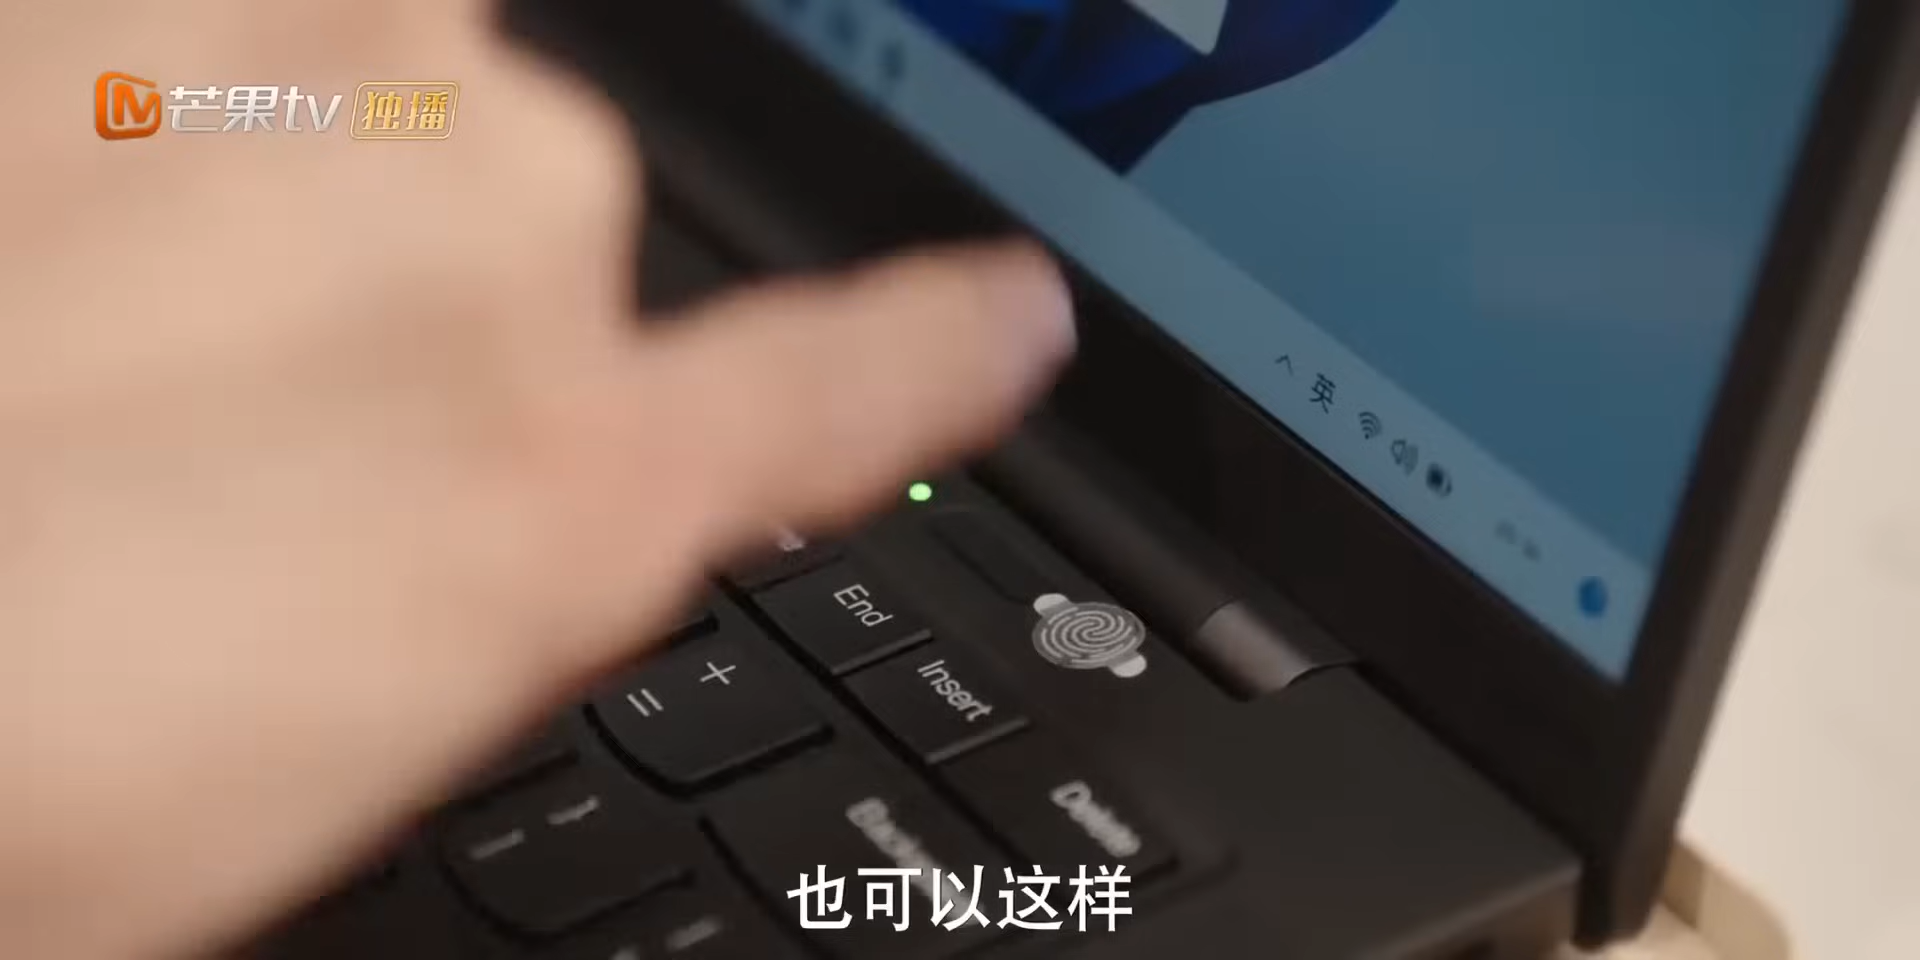 芒果tv 独播
英
End
+
=
Insert
Delete
也可以这样